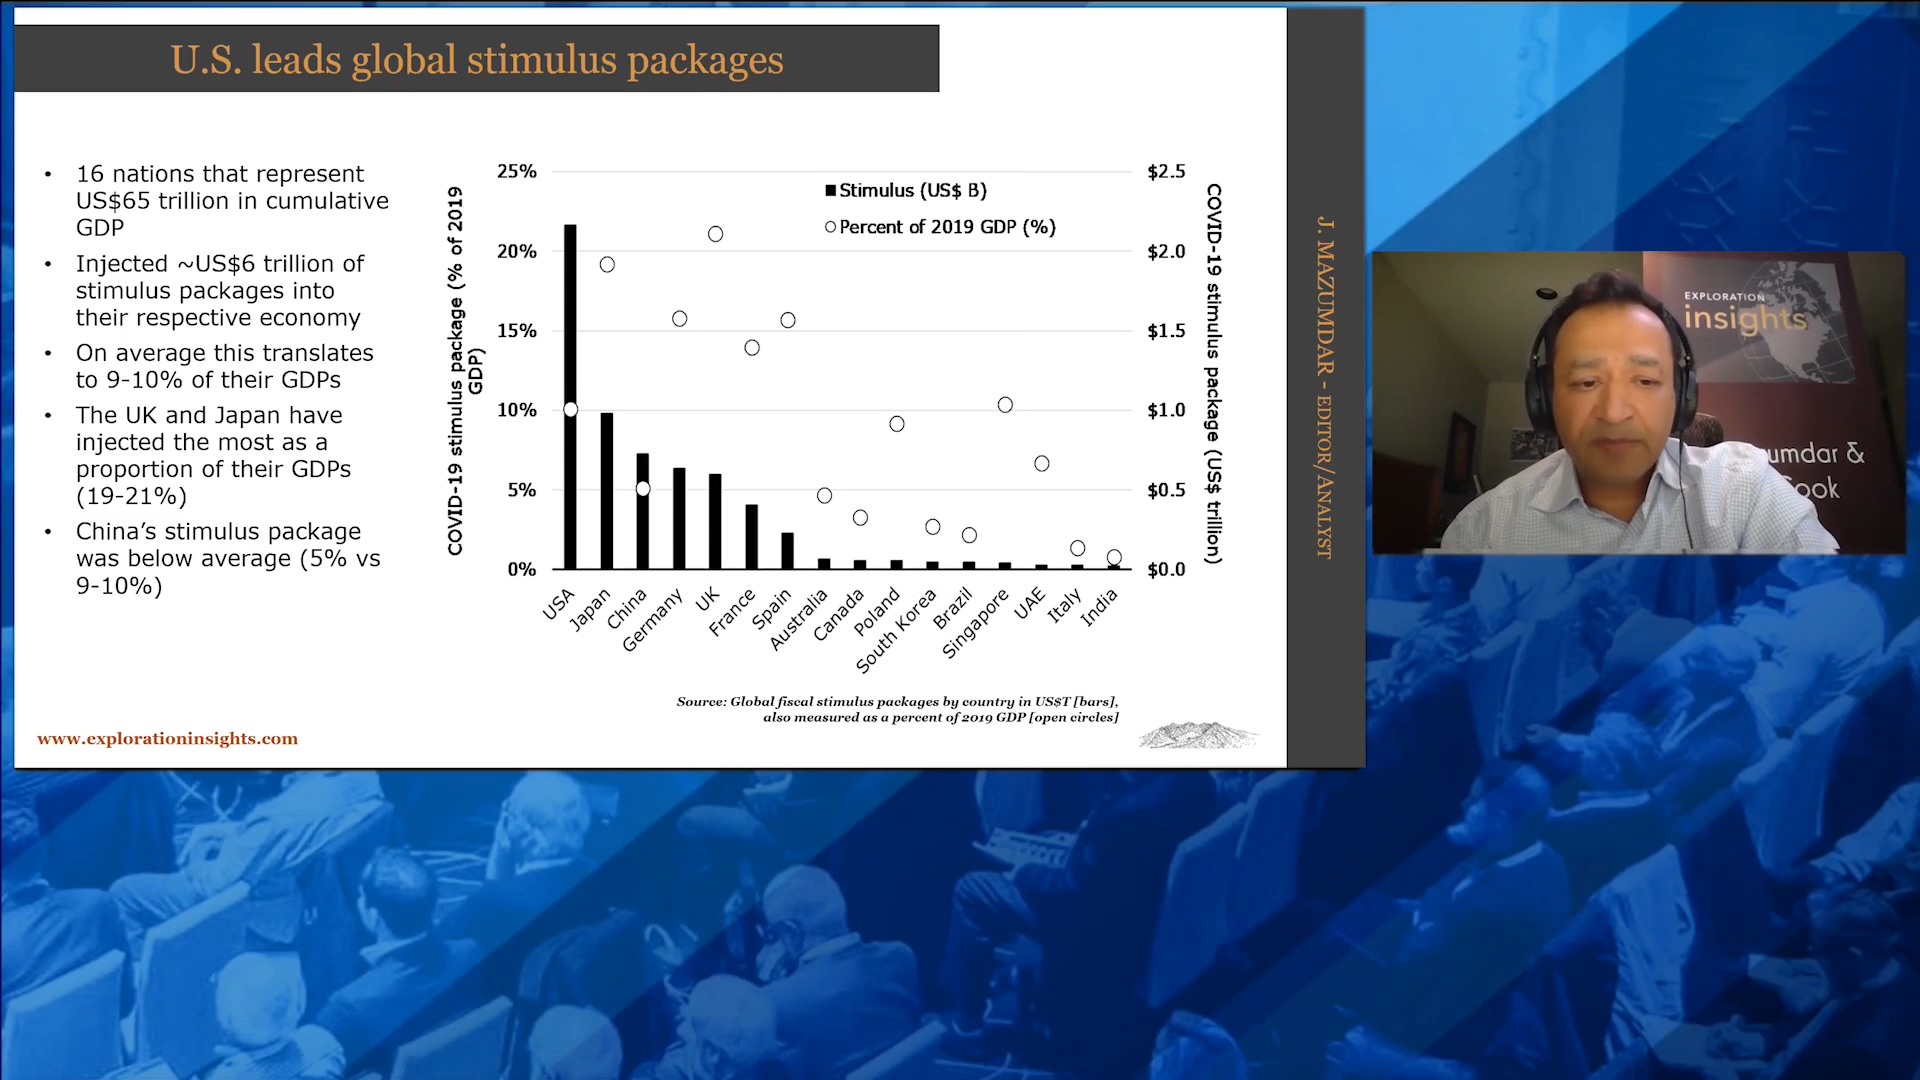 U.S. leads global stimulus packages
• 16 nations that represent
US$65 trillion in cumulative
GDP
• Injected ~US$6 trillion of
stimulus packages into
their respective economy
• On average this translates
to 9-10% of their GDPs
• The UK and Japan have
injected the most as a
proportion of their GDPs
(19-21%)
• China’s stimulus package
was below average (5% vs
9-10%)
COVID-19 stimulus package (% of 2019
GDP)
25%
20%
15%
10%
5%
0%
Stimulus (US$ B)
Percent of 2019 GDP (%)
$2.5
$2.0
$1.5
$1.0
$0.5
$0.0
COVID-19 stimulus package (US$ trillion)
USA
Japan
China
Germany
UK
France
Spain
Australia
Canada
Poland
South Korea
Brazil
Singapore
UAE
Italy
India
Source: Global fiscal stimulus packages by country in US$T [bars],
also measured as a percent of 2019 GDP [open circles]
www.explorationinsights.com
J. MAZUMDAR - EDITOR/ANALYST
EXPLORATION
insights
umdar &
ook